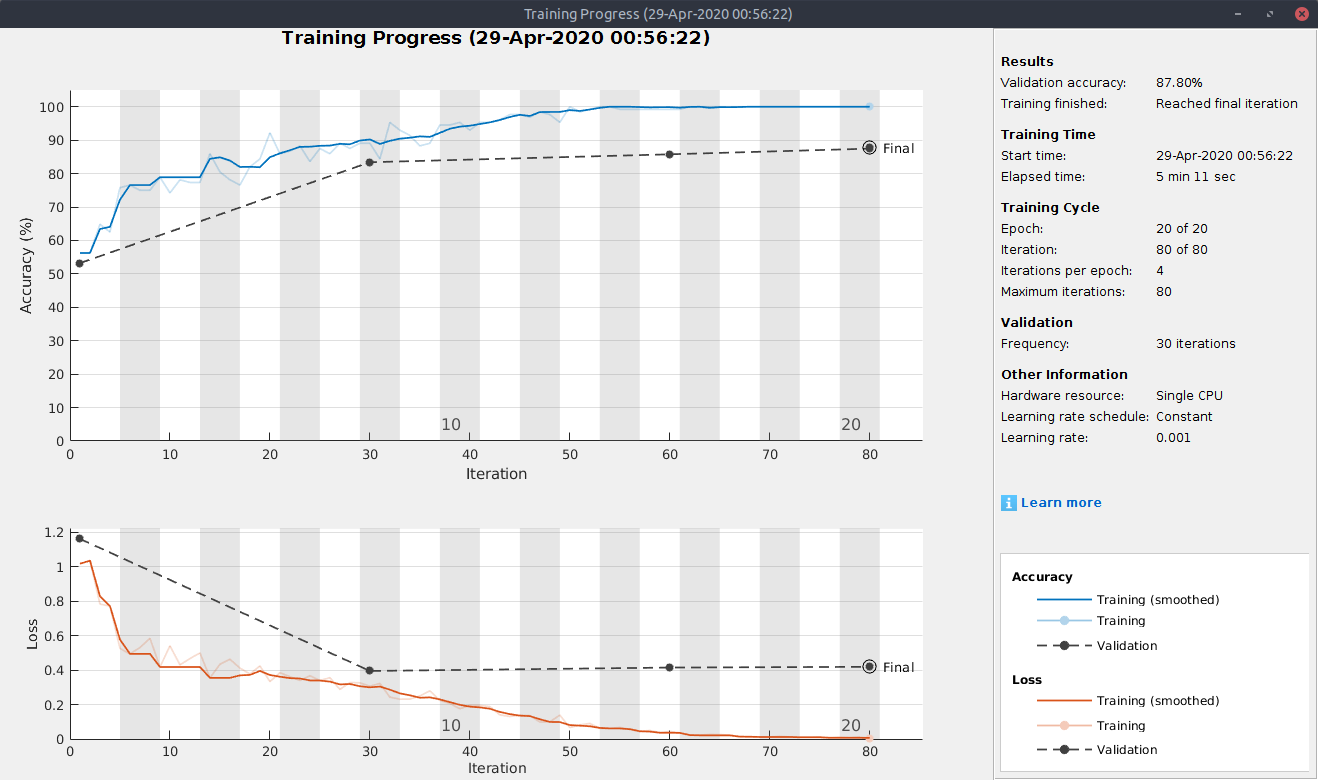 Training Progress (29-Apr-2020 00:56:22)
Training Progress (29-Apr-2020 00:56:22)
100
90
80
70
60
50
40
30
20
10
0
Accuracy (%)
Final
10
20
0 10 20 30 40 50 60 70 80
Iteration
1.2
1
0.8
0.6
0.4
0.2
0
Loss
Final
10
20
0 10 20 30 40 50 60 70 80
Iteration
Results
Validation accuracy: 87.80%
Training finished: Reached final iteration
Training Time
Start time: 29-Apr-2020 00:56:22
Elapsed time: 5 min 11 sec
Training Cycle
Epoch: 20 of 20
Iteration: 80 of 80
Iterations per epoch: 4
Maximum iterations: 80
Validation
Frequency: 30 iterations
Other Information
Hardware resource: Single CPU
Learning rate schedule: Constant
Learning rate: 0.001
i Learn more
Accuracy
Training (smoothed)
Training
Validation
Loss
Training (smoothed)
Training
Validation